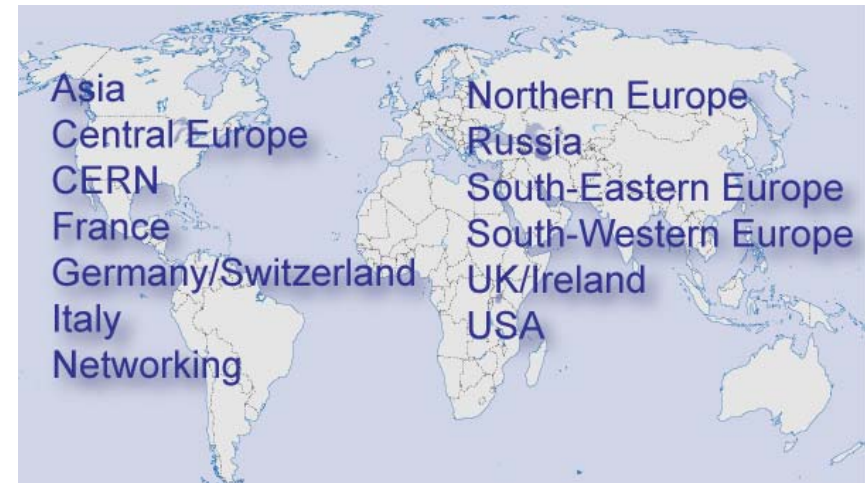 Asia
Central Europe
CERN
France
Germany/Switzerland
Italy
Networking
Northern Europe
Russia
South-Eastern Europe
South-Western Europe
UK/Ireland
USA